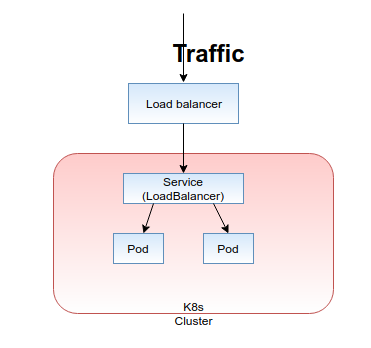 Traffic
Load balancer
Service
(LoadBalancer)
Pod
Pod
K8s
Cluster